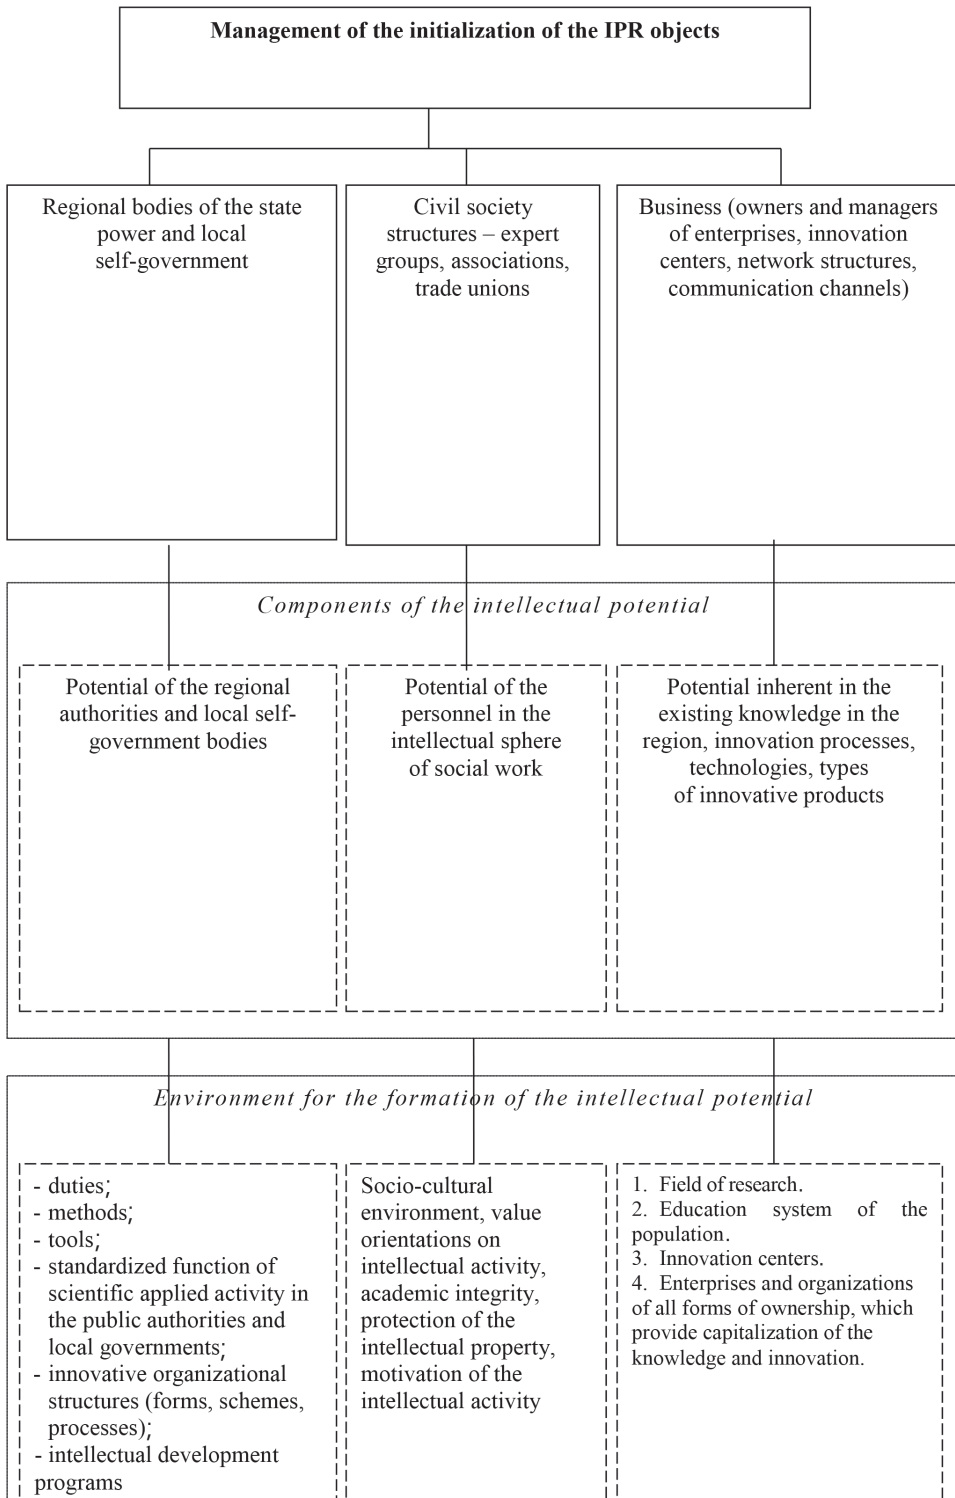 Management of the initialization of the IPR objects
Regional bodies of the state
power and local
self-government
Civil society
structures – expert
groups, associations,
trade unions
Business (owners and managers
of enterprises, innovation
centers, network structures,
communication channels)
Components of the intellectual potential
Potential of the regional
authorities and local self-
government bodies
Potential of the
personnel in the
intellectual sphere
of social work
Potential inherent in the
existing knowledge in the
region, innovation processes,
technologies, types
of innovative products
Environment for the formation of the intellectual potential
- duties;
- methods;
- tools;
- standardized function of
scientific applied activity in
the public authorities and
local governments;
- innovative organizational
structures (forms, schemes,
processes);
- intellectual development
programs
Socio-cultural
environment, value
orientations on
intellectual activity,
academic integrity,
protection of the
intellectual property,
motivation of the
intellectual activity
1. Field of research.
2. Education system of the
population.
3. Innovation centers.
4. Enterprises and organizations
of all forms of ownership, which
provide capitalization of the
knowledge and innovation.